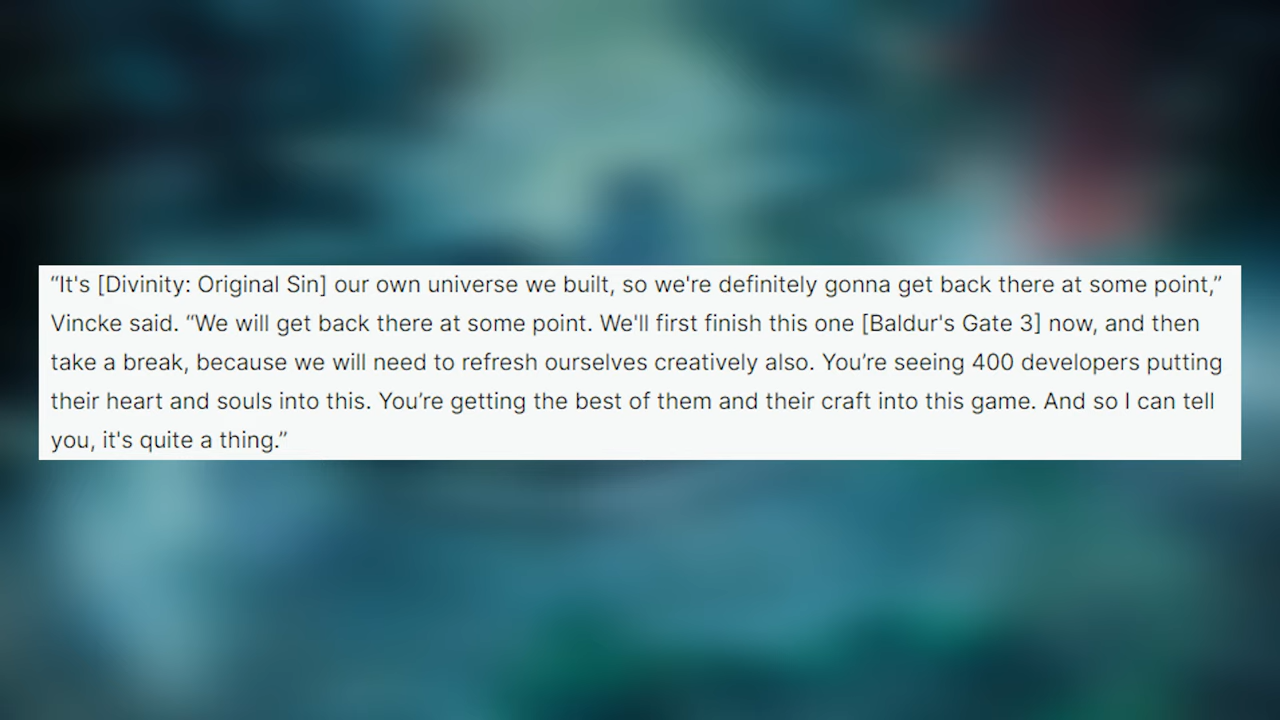 “It's [Divinity: Original Sin] our own universe we built, so we're definitely gonna get back there at some point,”
Vincke said. “We will get back there at some point. We'll first finish this one [Baldur's Gate 3] now, and then
take a break, because we will need to refresh ourselves creatively also. You’re seeing 400 developers putting
their heart and souls into this. You’re getting the best of them and their craft into this game. And so I can tell
you, it's quite a thing.”